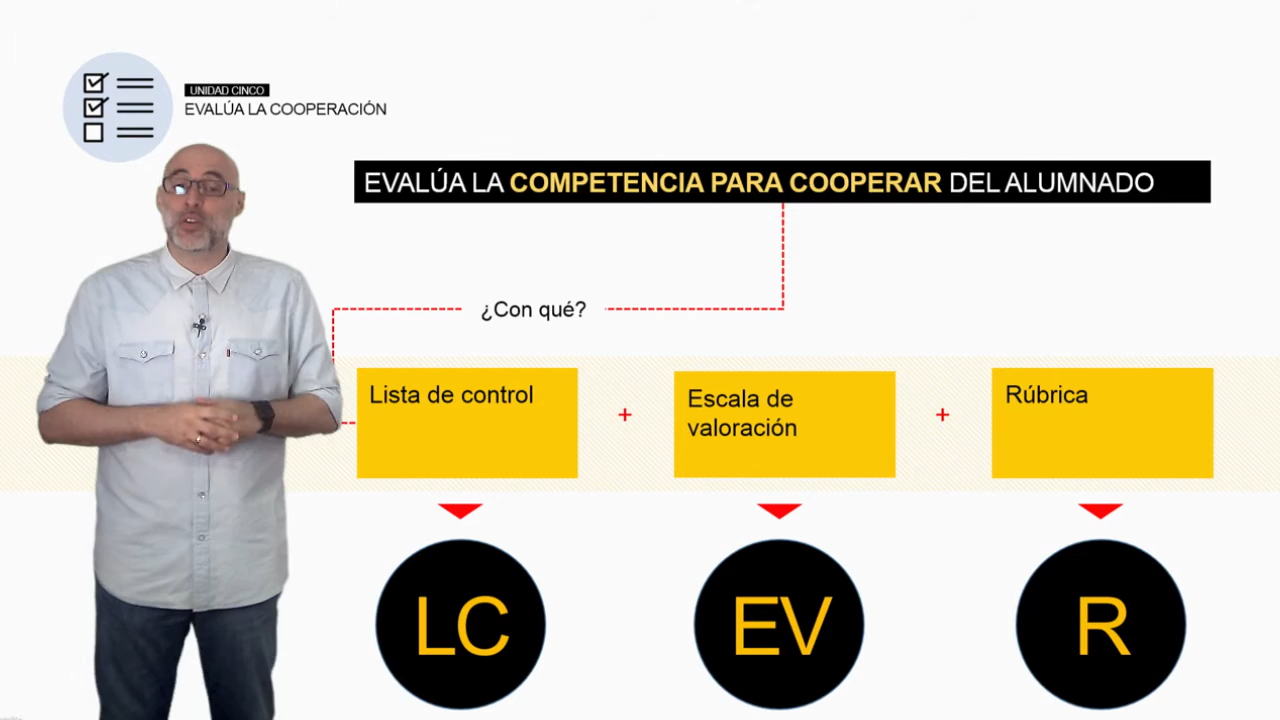 UNIDAD CINCO
EVALÚA LA COOPERACIÓN
EVALÚA LA COMPETENCIA PARA COOPERAR DEL ALUMNADO
¿Con qué?
Lista de control
+
Escala de
valoración
+
Rúbrica
LC
EV
R